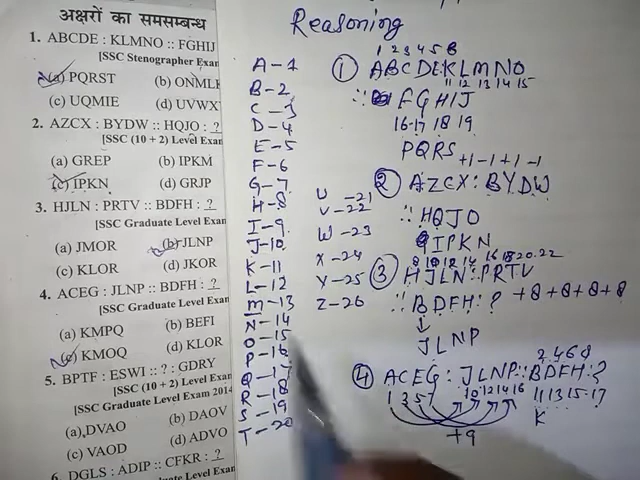 अक्षरों का समसम्बन्ध
1. ABCDE : KLMNO :: FGHIJ
[SSC Stenographer Exam
(a) PQRST (b) ONMLK
(c) UQMIE (d) UVWX
2. AZCX : BYDW :: HQJO : ?
[SSC (10 + 2) Level Exam
(a) GREP (b) IPKM
(c) IPKN (d) GRJP
3. HJLN : PRTV :: BDFH : ?
[SSC Graduate Level Exam
(a) JMOR (b) JLNP
(c) KLOR (d) JKOR
4. ACEG : JLNP :: BDFH : ?
[SSC Graduate Level Exam
(a) KMPQ (b) BEFI
(c) KMOQ (d) KLOR
5. BPTF : ESWI :: ? : GDRY
[SSC (10 + 2) Level Exam
[SSC Graduate Level Exam 2014
(a) DVAO (b) DAOV
(c) VAOD (d) ADVO
6. DGLS : ADIP :: CFKR : ?
A-1
B-2
C-3
D-4
E-5
F-6
G-7
H-8
I-9
J-10
K-11
L-12
M-13
N-14
O-15
P-16
Q-17
R-18
S-19
T-20
U-21
V-22
W-23
X-24
Y-25
Z-26
Reasoning
1 2 3 4 5 6
1 ABCDE KLMNO
11 12 13 14 15
∵ FGHIJ
16-17 18 19
PQRS
+1-1+1-1
2 AZCX : BYDW
∵ HQJO
IPKN
8 10 12 14 16 18 20.22
3 HJLN : PRTV
∵ BDFH : ? +8+8+8+8
↓
JLNP
2.4 6 8
4 ACEG : JLNP :: BDFH : ?
1 3 5 7 10 12 14 16 11 13 15-17
K
+9